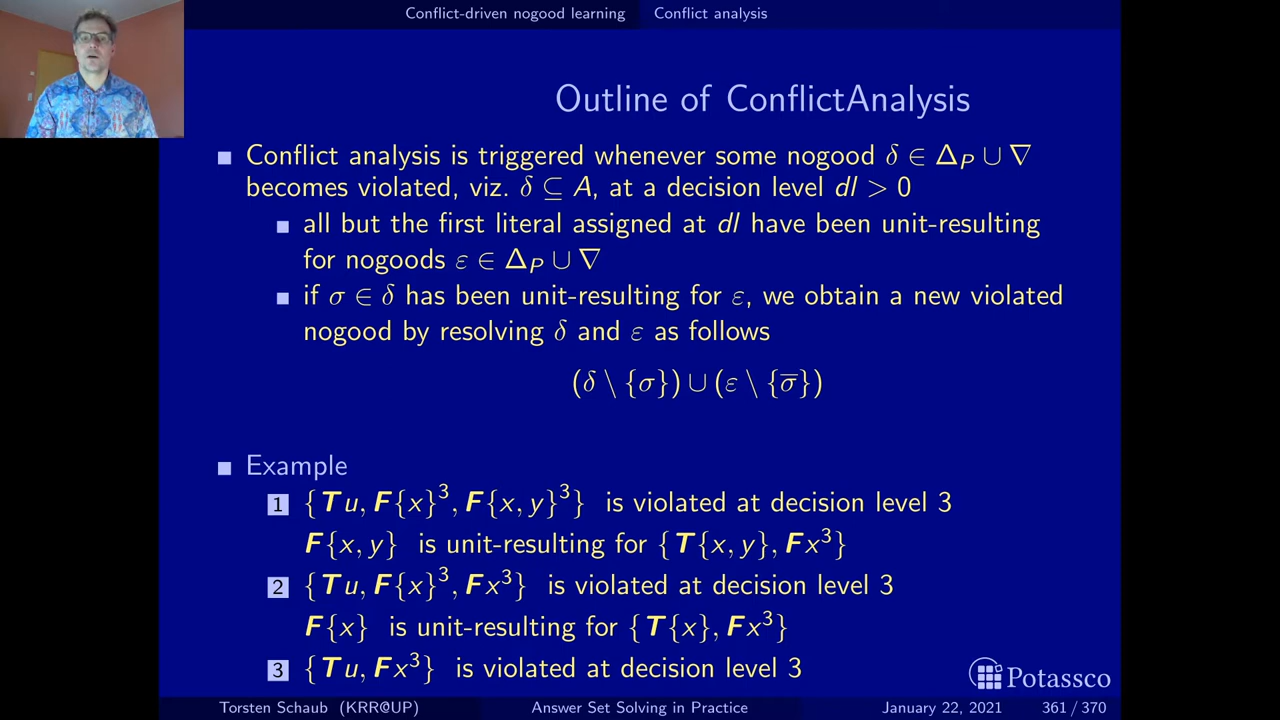 Conflict-driven nogood learning Conflict analysis
Outline of ConflictAnalysis
Conflict analysis is triggered whenever some nogood δ ∈ Δ_P ∪ ∇
becomes violated, viz. δ ⊆ A, at a decision level dl > 0
all but the first literal assigned at dl have been unit-resulting
for nogoods ε ∈ Δ_P ∪ ∇
if σ ∈ δ has been unit-resulting for ε, we obtain a new violated
nogood by resolving δ and ε as follows
(δ \ {σ}) ∪ (ε \ {σ̅})
Example
1 {Tu, F{x}³, F{x, y}³} is violated at decision level 3
F{x, y} is unit-resulting for {T{x, y}, Fx³}
2 {Tu, F{x}³, Fx³} is violated at decision level 3
F{x} is unit-resulting for {T{x}, Fx³}
3 {Tu, Fx³} is violated at decision level 3
Potassco
Torsten Schaub (KRR@UP) Answer Set Solving in Practice January 22, 2021 361 / 370